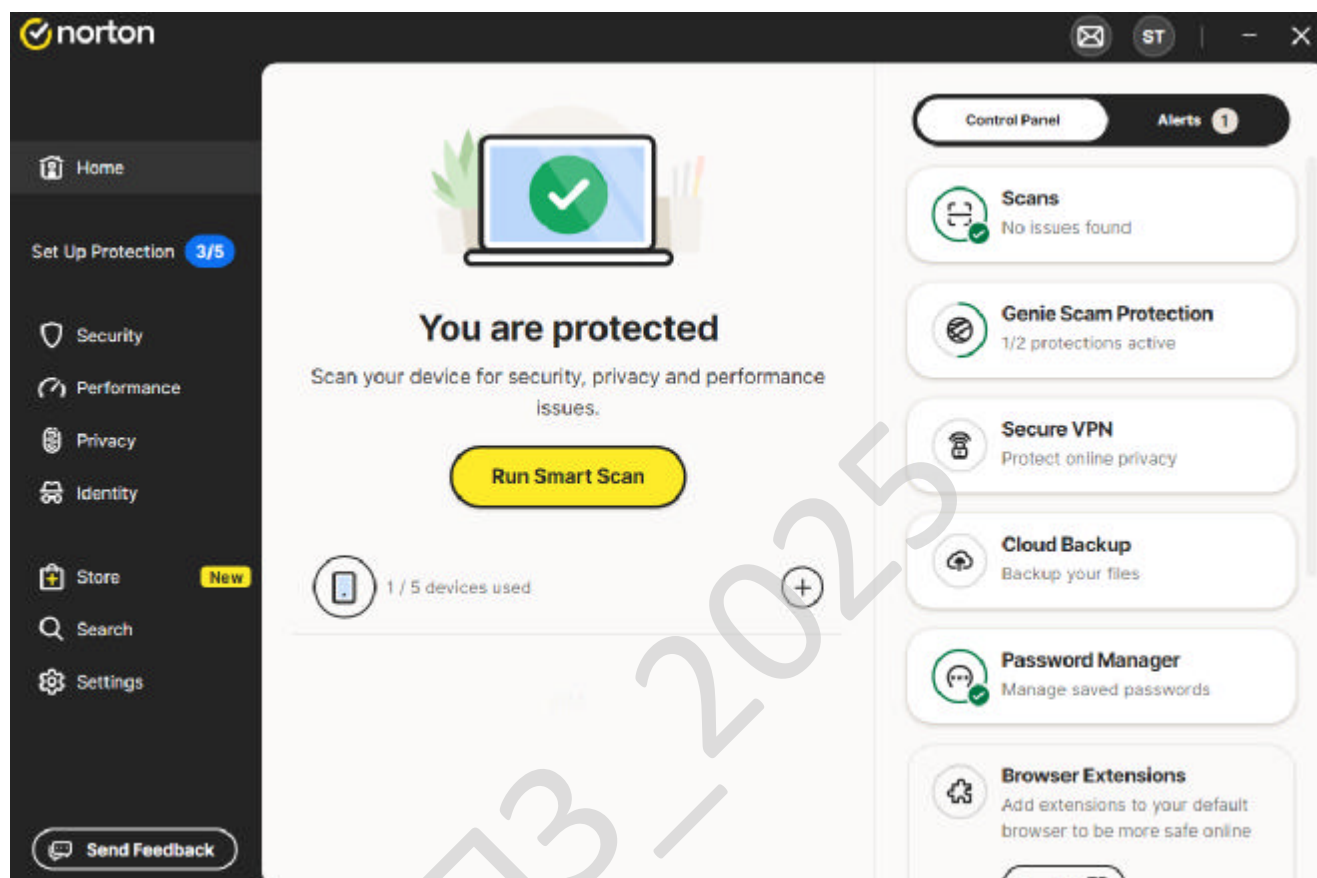 norton
ST
Home
Set Up Protection 3/5
Security
Performance
Privacy
Identity
Store New
Search
Settings
Send Feedback
You are protected
Scan your device for security, privacy and performance
issues.
Run Smart Scan
1 / 5 devices used
Control Panel
Alerts 1
Scans
No issues found
Genie Scam Protection
1/2 protections active
Secure VPN
Protect online privacy
Cloud Backup
Backup your files
Password Manager
Manage saved passwords
Browser Extensions
Add extensions to your default
browser to be more safe online
3_2025